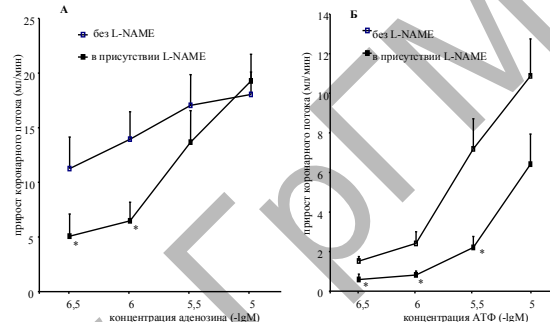 А
без L-NAME
в присутствии L-NAME
прирост коронарного потока (мл/мин)
25
20
15
10
5
0
6,5 6 5,5 5
* *
концентрация аденозина (-lgM)
Б
без L-NAME
в присутствии L-NAME
прирост коронарного потока (мл/мин)
14
12
10
8
6
4
2
0
6,5 6 5,5 5
* * *
концентрация АТФ (-lgM)